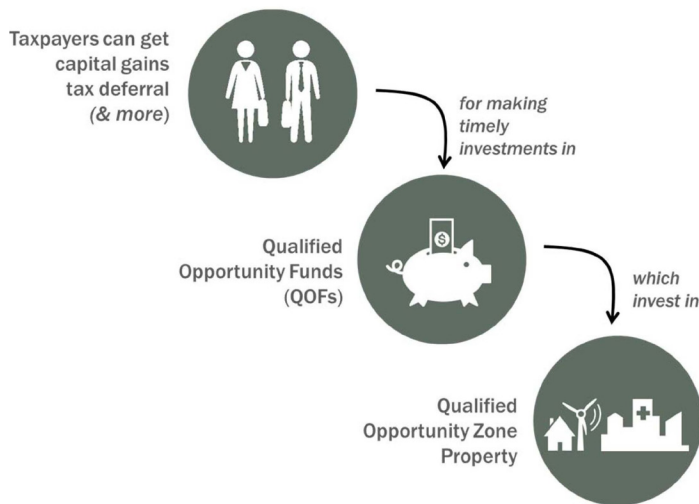 Taxpayers can get
capital gains
tax deferral
(& more)
for making
timely
investments in
$
Qualified
Opportunity Funds
(QOFs)
which
invest in
Qualified
Opportunity Zone
Property